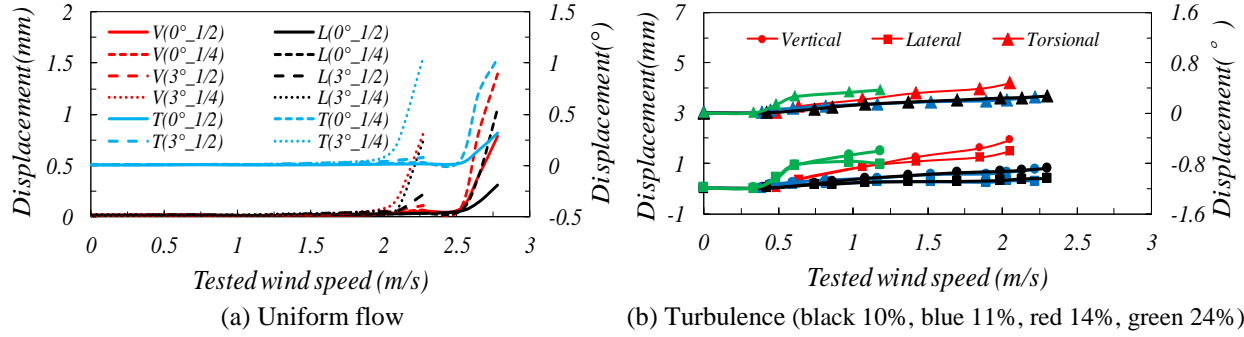 2
1.5
1
0.5
0
Displacement(mm)
V(0°_1/2)
V(0°_1/4)
V(3°_1/2)
V(3°_1/4)
T(0°_1/2)
T(3°_1/2)
L(0°_1/2)
L(0°_1/4)
L(3°_1/2)
L(3°_1/4)
T(0°_1/4)
T(3°_1/4)
1.5
1
0.5
0
-0.5
Displacement(°)
0 0.5 1 1.5 2 2.5 3
Tested wind speed (m/s)
(a) Uniform flow
7
5
3
1
-1
Displacement(mm)
Vertical Lateral Torsional
1.6
0.8
0
-0.8
-1.6
Displacement(°)
0 0.5 1 1.5 2 2.5 3
Tested wind speed (m/s)
(b) Turbulence (black 10%, blue 11%, red 14%, green 24%)